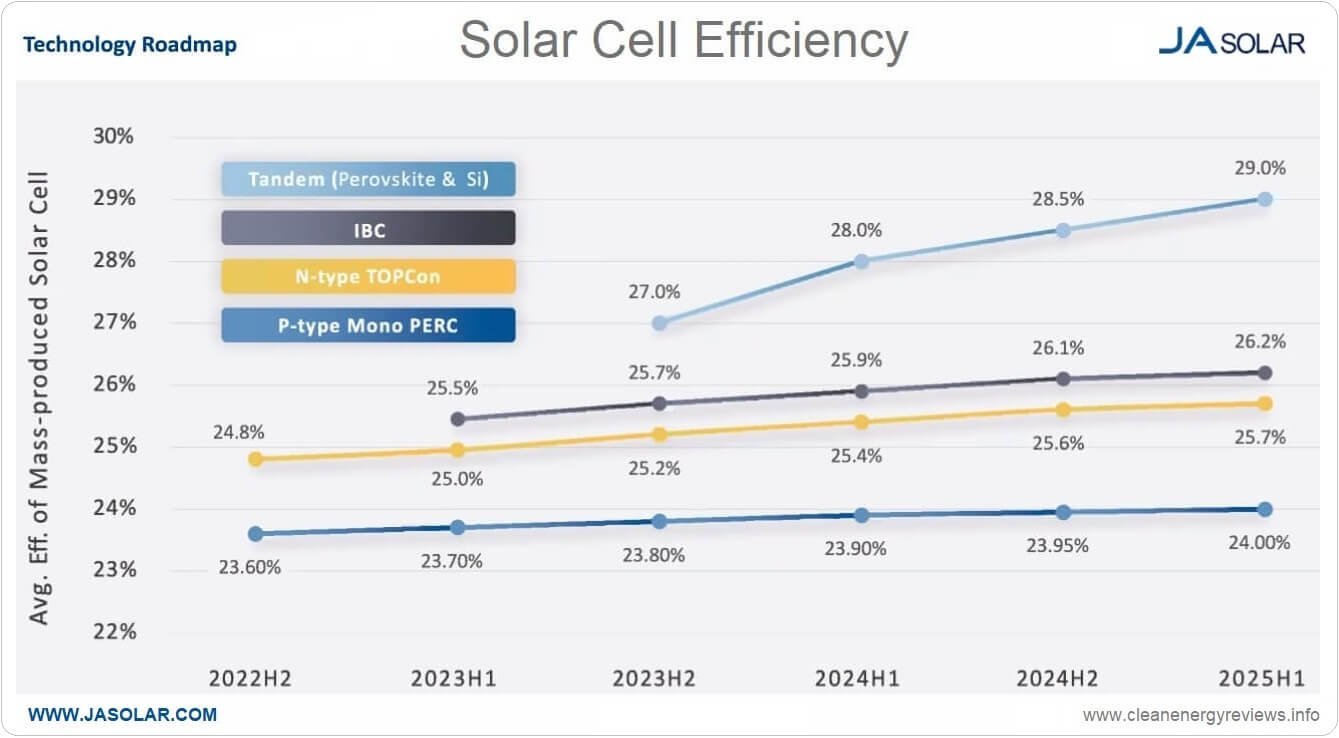 Technology Roadmap
Solar Cell Efficiency
JA SOLAR
Avg. Eff. of Mass-produced Solar Cell
30%
29%
28%
27%
26%
25%
24%
23%
22%
Tandem (Perovskite & Si)
IBC
N-type TOPCon
P-type Mono PERC
27.0%
28.0%
28.5%
29.0%
25.5%
25.7%
25.9%
26.1%
26.2%
24.8%
25.0%
25.2%
25.4%
25.6%
25.7%
23.60%
23.70%
23.80%
23.90%
23.95%
24.00%
2022H2
2023H1
2023H2
2024H1
2024H2
2025H1
WWW.JASOLAR.COM
www.cleanenergyreviews.info